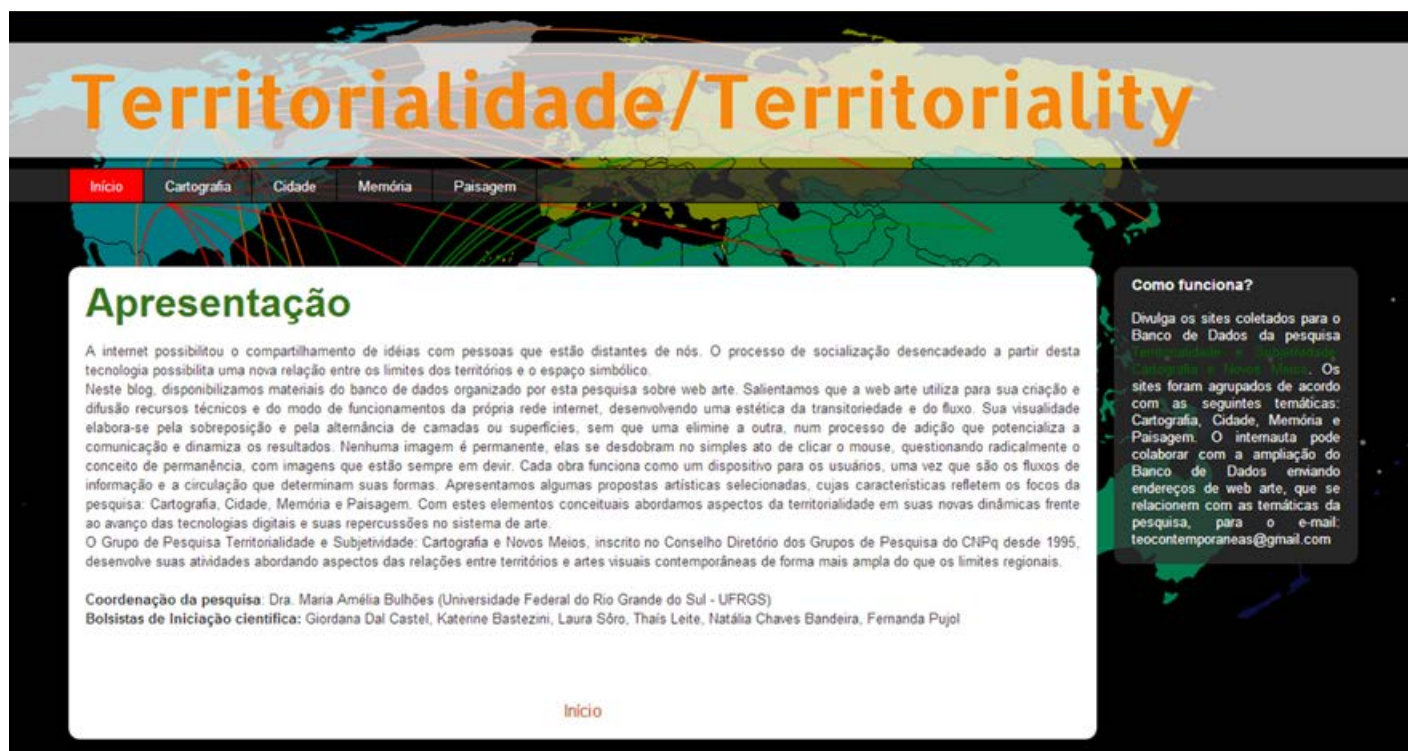 Territorialidade/Territoriality
Início Cartografia Cidade Memória Paisagem
Apresentação
A internet possibilitou o compartilhamento de idéias com pessoas que estão distantes de nós. O processo de socialização desencadeado a partir desta
tecnologia possibilita uma nova relação entre os limites dos territórios e o espaço simbólico.
Neste blog, disponibilizamos materiais do banco de dados organizado por esta pesquisa sobre web arte. Salientamos que a web arte utiliza para sua criação e
difusão recursos técnicos e do modo de funcionamentos da própria rede internet, desenvolvendo uma estética da transitoriedade e do fluxo. Sua visualidade
elabora-se pela sobreposição e pela alternância de camadas ou superfícies, sem que uma elimine a outra, num processo de adição que potencializa a
comunicação e dinamiza os resultados. Nenhuma imagem é permanente, elas se desdobram no simples ato de clicar o mouse, questionando radicalmente o
conceito de permanência, com imagens que estão sempre em devir. Cada obra funciona como um dispositivo para os usuários, uma vez que são os fluxos de
informação e a circulação que determinam suas formas. Apresentamos algumas propostas artísticas selecionadas, cujas características refletem os focos da
pesquisa: Cartografia, Cidade, Memória e Paisagem. Com estes elementos conceituais abordamos aspectos da territorialidade em suas novas dinâmicas frente
ao avanço das tecnologias digitais e suas repercussões no sistema de arte.
O Grupo de Pesquisa Territorialidade e Subjetividade: Cartografia e Novos Meios, inscrito no Conselho Diretório dos Grupos de Pesquisa do CNPq desde 1995,
desenvolve suas atividades abordando aspectos das relações entre territórios e artes visuais contemporâneas de forma mais ampla do que os limites regionais.
Coordenação da pesquisa: Dra. Maria Amélia Bulhões (Universidade Federal do Rio Grande do Sul - UFRGS)
Bolsistas de Iniciação científica: Giordana Dal Castel, Katerine Bastezini, Laura Sôro, Thaís Leite, Natália Chaves Bandeira, Fernanda Pujol
Início
Como funciona?
Divulga os sites coletados para o
Banco de Dados da pesquisa
Territorialidade e Subjetividade:
Cartografia e Novos Meios. Os
sites foram agrupados de acordo
com as seguintes temáticas:
Cartografia, Cidade, Memória e
Paisagem. O internauta pode
colaborar com a ampliação do
Banco de Dados enviando
endereços de web arte, que se
relacionem com as temáticas da
pesquisa, para o e-mail:
teocontemporaneas@gmail.com